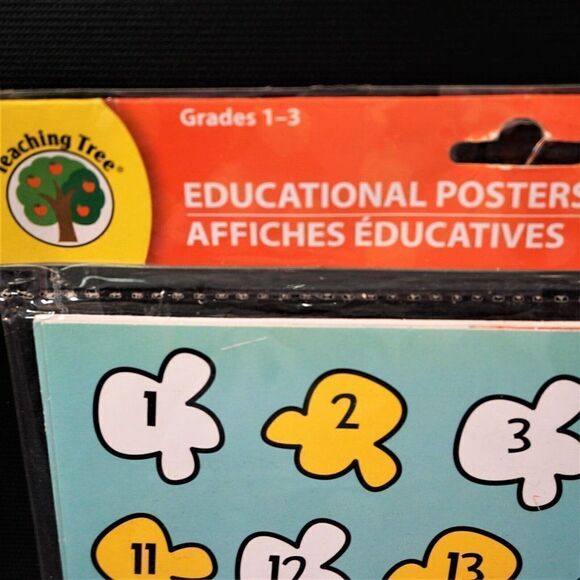 Teaching Tree®
Grades 1–3
EDUCATIONAL POSTERS
AFFICHES ÉDUCATIVES
1 2 3
11 12 13